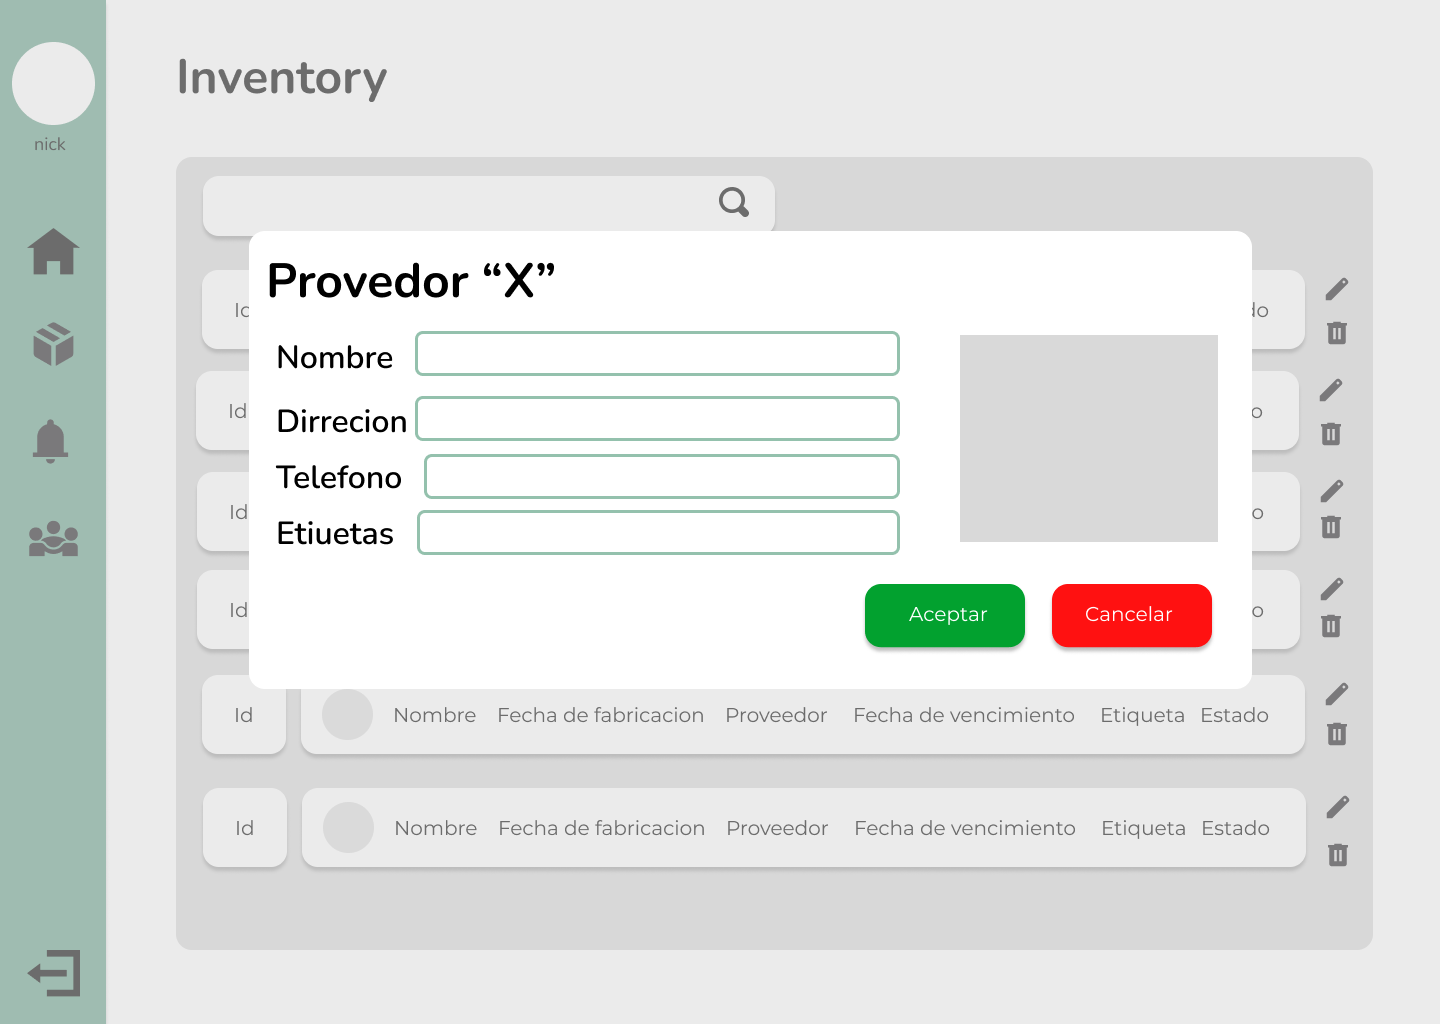 Inventory
nick
Provedor “X”
Id do
Nombre
Id o
Dirrecion
Telefono
Id o
Etiuetas
Id o
Aceptar Cancelar
Id Nombre Fecha de fabricacion Proveedor Fecha de vencimiento Etiqueta Estado
Id Nombre Fecha de fabricacion Proveedor Fecha de vencimiento Etiqueta Estado